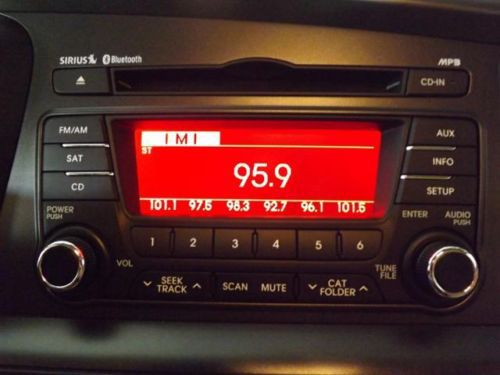 SIRIUS Bluetooth MP3
CD-IN
FM/AM
AUX
ST
SAT
INFO
95.9
CD
SETUP
101.1 97.5 98.3 92.7 96.1 101.5
POWER
PUSH
ENTER
AUDIO
PUSH
1 2 3 4 5 6
VOL
TUNE
FILE
SEEK
TRACK
SCAN
MUTE
CAT
FOLDER